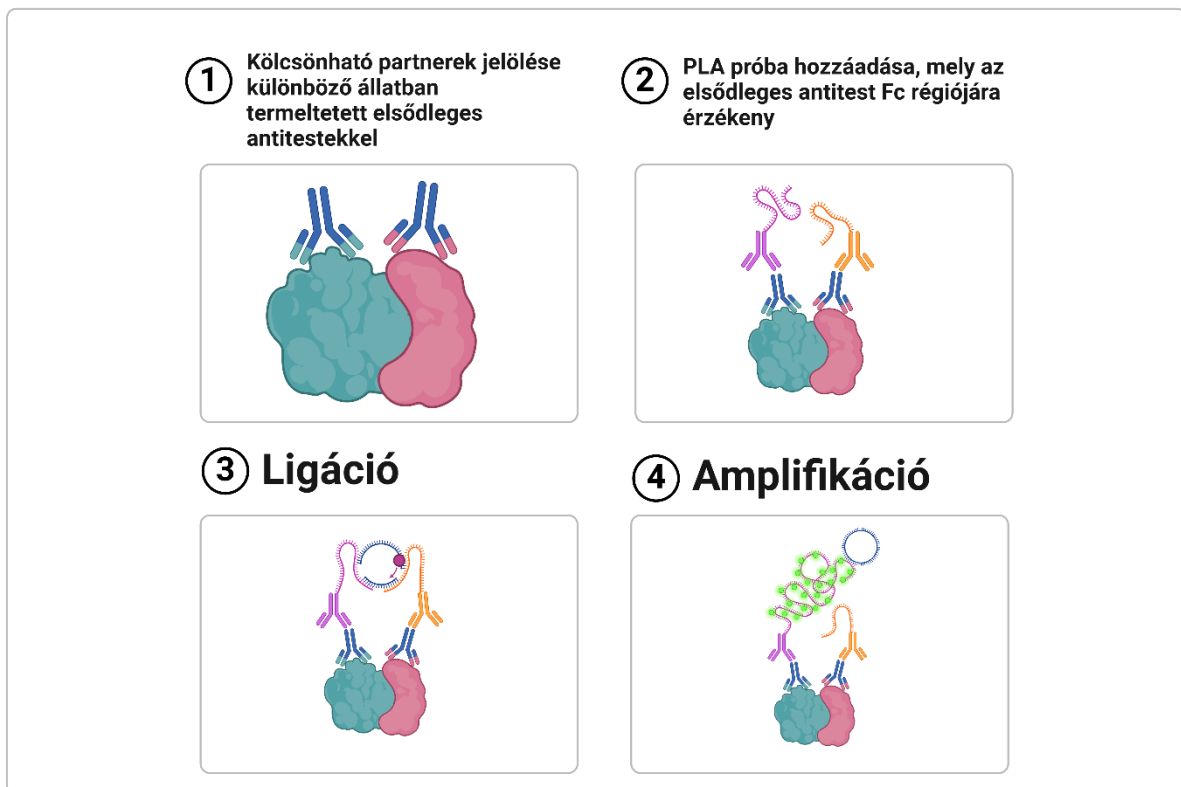 1 Kölcsönható partnerek jelölése
különböző állatban
termeltetett elsődleges
antitestekkel
2 PLA próba hozzáadása, mely az
elsődleges antitest Fc régiójára
érzékeny
3 Ligáció
4 Amplifikáció